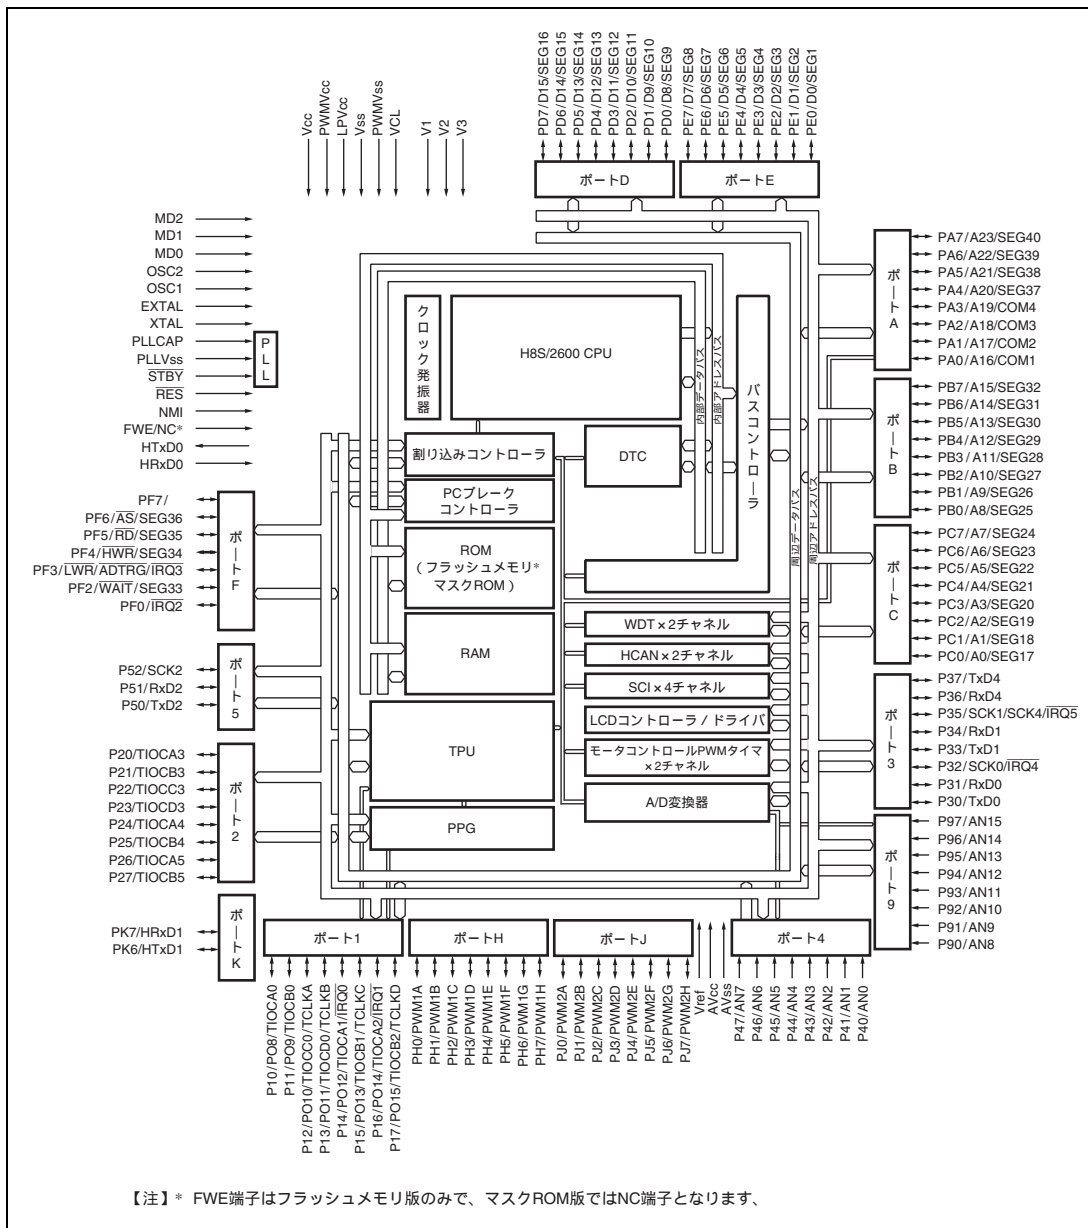 Vcc
PWMVcc
LPVcc
Vss
PWMVss
VCL
V1
V2
V3
PD7/D15/SEG16
PD6/D14/SEG15
PD5/D13/SEG14
PD4/D12/SEG13
PD3/D11/SEG12
PD2/D10/SEG11
PD1/D9/SEG10
PD0/D8/SEG9
PE7/D7/SEG8
PE6/D6/SEG7
PE5/D5/SEG6
PE4/D4/SEG5
PE3/D3/SEG4
PE2/D2/SEG3
PE1/D1/SEG2
PE0/D0/SEG1
ポートD
ポートE
MD2
MD1
MD0
OSC2
OSC1
EXTAL
XTAL
PLLCAP
PLLVss
STBY
RES
NMI
FWE/NC*
HTxD0
HRxD0
PLL
クロック発振器
H8S/2600 CPU
内部データバス
内部アドレスバス
バスコントローラ
周辺データバス
周辺アドレスバス
割り込みコントローラ
DTC
PCブレーク
コントローラ
ROM
(フラッシュメモリ*
マスクROM)
RAM
TPU
PPG
WDT×2チャネル
HCAN×2チャネル
SCI×4チャネル
LCDコントローラ/ドライバ
モータコントロールPWMタイマ
×2チャネル
A/D変換器
PF7/
PF6/AS/SEG36
PF5/RD/SEG35
PF4/HWR/SEG34
PF3/LWR/ADTRG/IRQ3
PF2/WAIT/SEG33
PF0/IRQ2
ポートF
P52/SCK2
P51/RxD2
P50/TxD2
ポート5
P20/TIOCA3
P21/TIOCB3
P22/TIOCC3
P23/TIOCD3
P24/TIOCA4
P25/TIOCB4
P26/TIOCA5
P27/TIOCB5
ポート2
PK7/HRxD1
PK6/HTxD1
ポートK
ポートA
PA7/A23/SEG40
PA6/A22/SEG39
PA5/A21/SEG38
PA4/A20/SEG37
PA3/A19/COM4
PA2/A18/COM3
PA1/A17/COM2
PA0/A16/COM1
ポートB
PB7/A15/SEG32
PB6/A14/SEG31
PB5/A13/SEG30
PB4/A12/SEG29
PB3/A11/SEG28
PB2/A10/SEG27
PB1/A9/SEG26
PB0/A8/SEG25
ポートC
PC7/A7/SEG24
PC6/A6/SEG23
PC5/A5/SEG22
PC4/A4/SEG21
PC3/A3/SEG20
PC2/A2/SEG19
PC1/A1/SEG18
PC0/A0/SEG17
ポート3
P37/TxD4
P36/RxD4
P35/SCK1/SCK4/IRQ5
P34/RxD1
P33/TxD1
P32/SCK0/IRQ4
P31/RxD0
P30/TxD0
ポート9
P97/AN15
P96/AN14
P95/AN13
P94/AN12
P93/AN11
P92/AN10
P91/AN9
P90/AN8
ポート1
ポートH
ポートJ
ポート4
P10/PO8/TIOCA0
P11/PO9/TIOCB0
P12/PO10/TIOCC0/TCLKA
P13/PO11/TIOCD0/TCLKB
P14/PO12/TIOCA1/IRQ0
P15/PO13/TIOCB1/TCLKC
P16/PO14/TIOCA2/IRQ1
P17/PO15/TIOCB2/TCLKD
PH0/PWM1A
PH1/PWM1B
PH2/PWM1C
PH3/PWM1D
PH4/PWM1E
PH5/PWM1F
PH6/PWM1G
PH7/PWM1H
PJ0/PWM2A
PJ1/PWM2B
PJ2/PWM2C
PJ3/PWM2D
PJ4/PWM2E
PJ5/PWM2F
PJ6/PWM2G
PJ7/PWM2H
Vref
AVcc
AVss
P47/AN7
P46/AN6
P45/AN5
P44/AN4
P43/AN3
P42/AN2
P41/AN1
P40/AN0
【注】* FWE端子はフラッシュメモリ版のみで、マスクROM版ではNC端子となります、